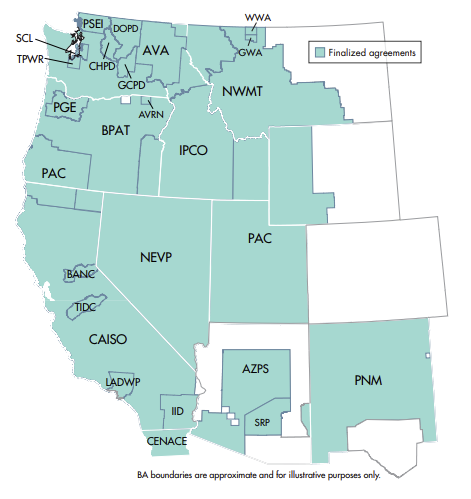 WWA
PSEI
DOPD
SCL
AVA
GWA
Finalized agreements
TPWR
CHPD
GCPD
NWMT
PGE
AVRN
BPAT
IPCO
PAC
PAC
NEVP
BANC
TIDC
CAISO
AZPS
LADWP
PNM
IID
SRP
CENACE
BA boundaries are approximate and for illustrative purposes only.